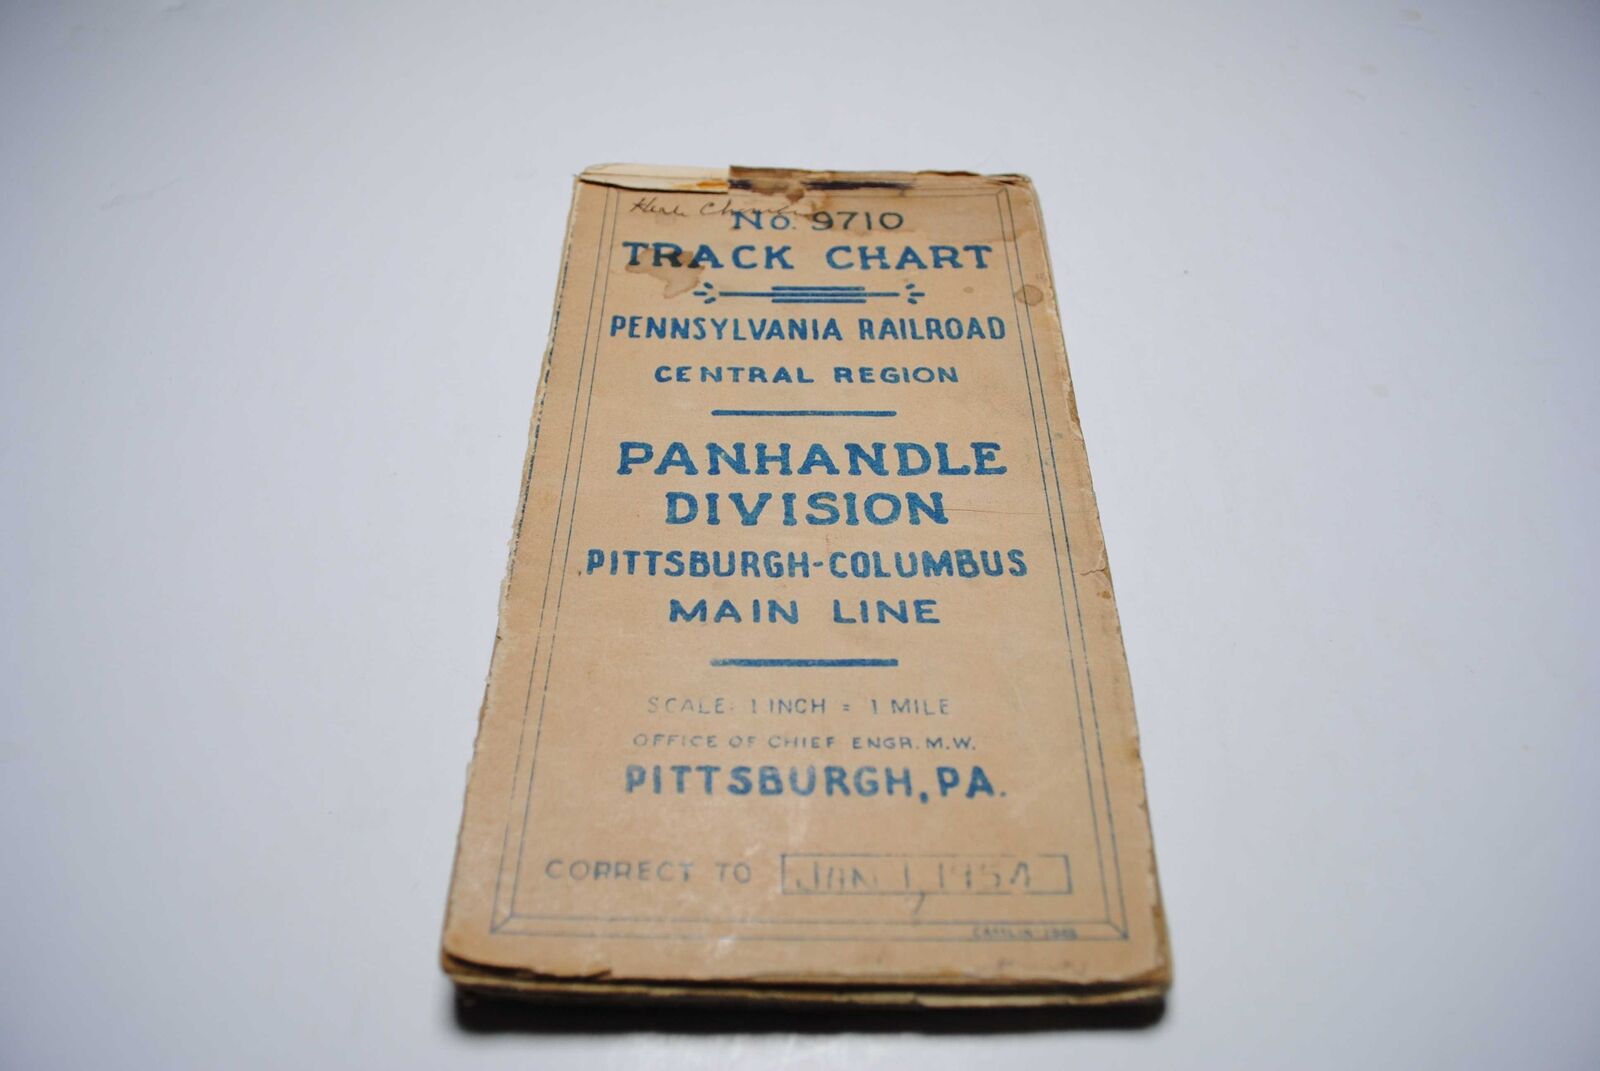 No. 9710
TRACK CHART
PENNSYLVANIA RAILROAD
CENTRAL REGION
PANHANDLE
DIVISION
PITTSBURGH-COLUMBUS
MAIN LINE
SCALE: 1 INCH = 1 MILE
OFFICE OF CHIEF ENGR. M.W.
PITTSBURGH, PA.
CORRECT TO JAN 1, 1954